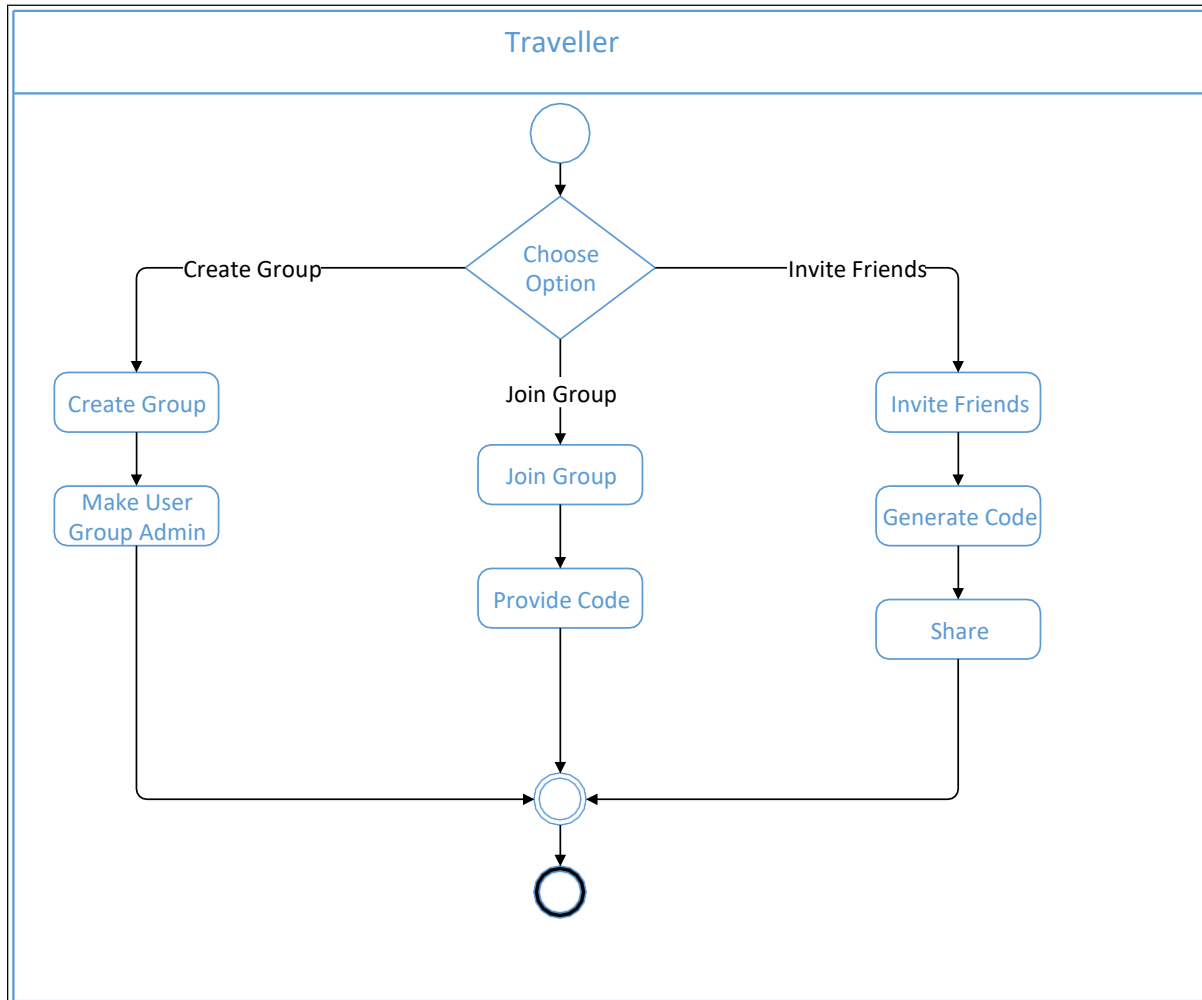 Traveller
Choose
Option
Create Group
Invite Friends
Join Group
Create Group
Make User
Group Admin
Join Group
Provide Code
Invite Friends
Generate Code
Share